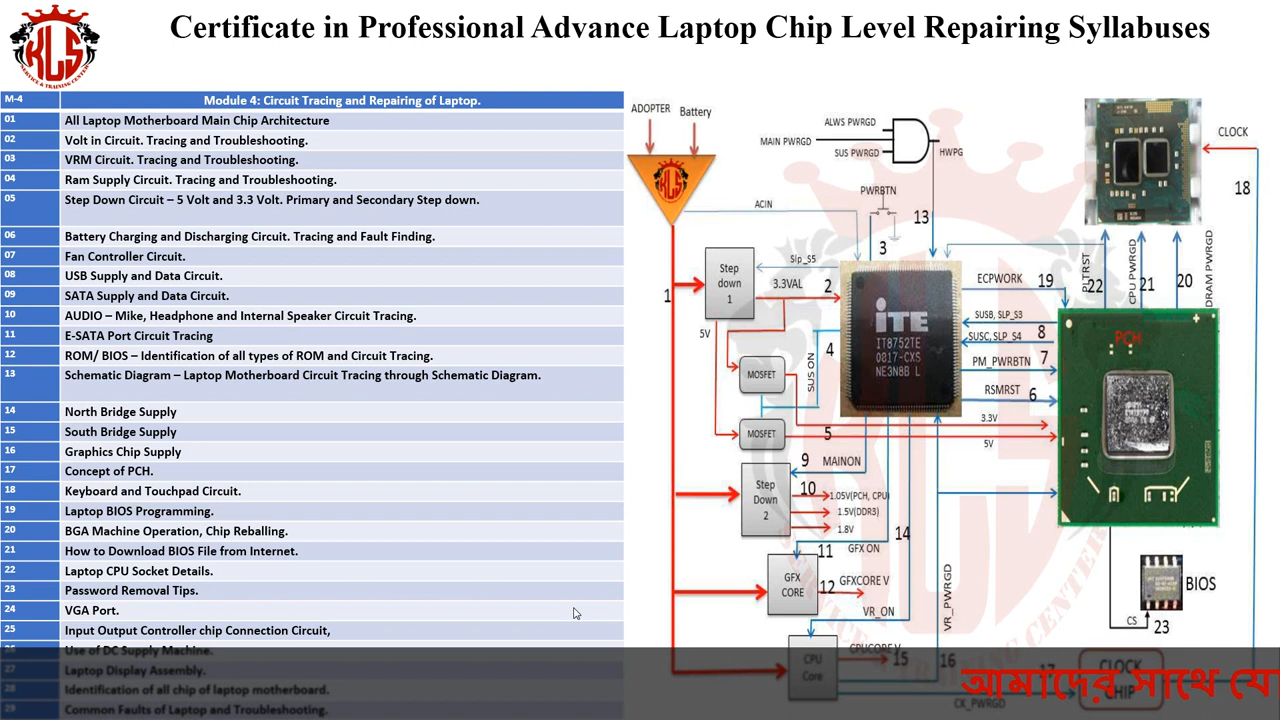 Certificate in Professional Advance Laptop Chip Level Repairing Syllabuses
KLS
SERVICE & TRAINING CENTER
M-4 Module 4: Circuit Tracing and Repairing of Laptop.
01 All Laptop Motherboard Main Chip Architecture
02 Volt in Circuit. Tracing and Troubleshooting.
03 VRM Circuit. Tracing and Troubleshooting.
04 Ram Supply Circuit. Tracing and Troubleshooting.
05 Step Down Circuit – 5 Volt and 3.3 Volt. Primary and Secondary Step down.
06 Battery Charging and Discharging Circuit. Tracing and Fault Finding.
07 Fan Controller Circuit.
08 USB Supply and Data Circuit.
09 SATA Supply and Data Circuit.
10 AUDIO – Mike, Headphone and Internal Speaker Circuit Tracing.
11 E-SATA Port Circuit Tracing
12 ROM/ BIOS – Identification of all types of ROM and Circuit Tracing.
13 Schematic Diagram – Laptop Motherboard Circuit Tracing through Schematic Diagram.
14 North Bridge Supply
15 South Bridge Supply
16 Graphics Chip Supply
17 Concept of PCH.
18 Keyboard and Touchpad Circuit.
19 Laptop BIOS Programming.
20 BGA Machine Operation, Chip Reballing.
21 How to Download BIOS File from Internet.
22 Laptop CPU Socket Details.
23 Password Removal Tips.
24 VGA Port.
25 Input Output Controller chip Connection Circuit,
26 Use of DC Supply Machine.
27 Laptop Display Assembly.
28 Identification of all chip of laptop motherboard.
29 Common Faults of Laptop and Troubleshooting.
ADOPTER
Battery
KLS
ALWS PWRGD
MAIN PWRGD
SUS PWRGD
HWPG
CLOCK
18
ACIN
PWRBTN
3
13
Step down 1
Slp_S5
3.3VAL
2
1
5V
MOSFET
MOSFET
SUS ON
4
5
iTE
IT8752TE
0817-CXS
NE3N8B L
ECPWORK
19
SUSB, SLP_S3
SUSC, SLP_S4
8
PM_PWRBTN
7
RSMRST
6
3.3V
5V
PLTRST
22
CPU PWRGD
21
20
DRAM PWRGD
PCH
9
MAINON
Step Down 2
10
1.05V(PCH, CPU)
1.5V(DDR3)
1.8V
11
GFX ON
14
GFX CORE
12
GFXCORE V
VR_ON
VR_PWRGD
CPU Core
CPUCORE V
15
16
17
CK_PWRGD
CLOCK CHIP
BIOS
CS
23
আমাদের সাথে যো